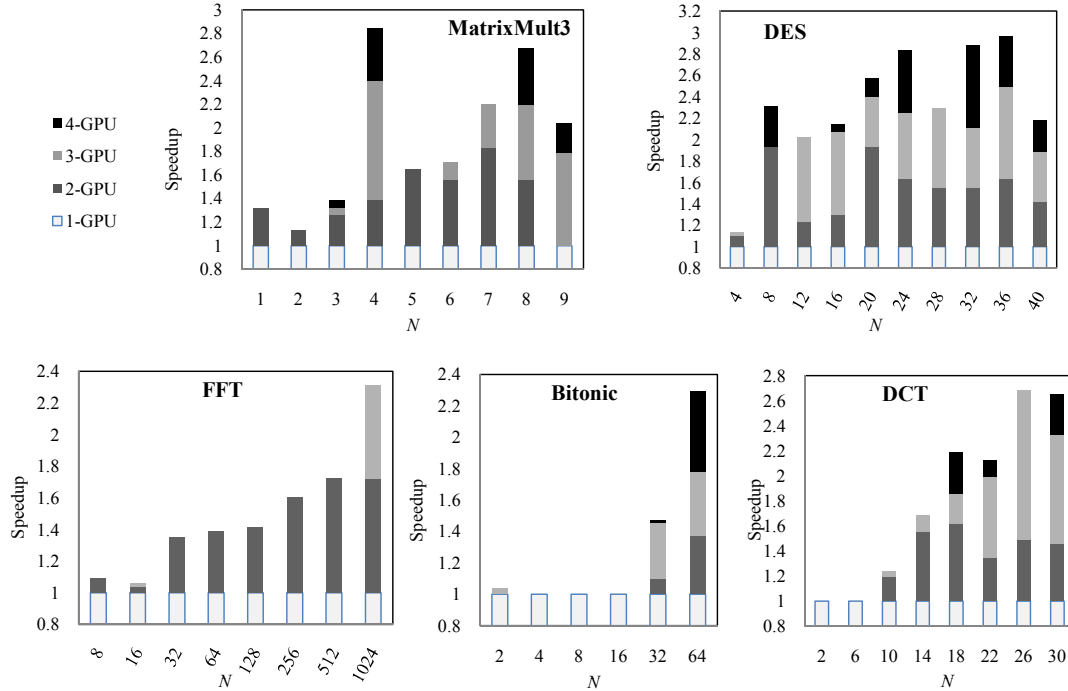 MatrixMult3
3
2.8
2.6
2.4
2.2
2
1.8
1.6
1.4
1.2
1
0.8
Speedup
1 2 3 4 5 6 7 8 9
N
4-GPU
3-GPU
2-GPU
1-GPU
DES
3.2
3
2.8
2.6
2.4
2.2
2
1.8
1.6
1.4
1.2
1
0.8
Speedup
4 8 12 16 20 24 28 32 36 40
N
FFT
2.4
2.2
2
1.8
1.6
1.4
1.2
1
0.8
Speedup
8 16 32 64 128 256 512 1024
N
Bitonic
2.4
2.2
2
1.8
1.6
1.4
1.2
1
0.8
Speedup
2 4 8 16 32 64
N
DCT
2.8
2.6
2.4
2.2
2
1.8
1.6
1.4
1.2
1
0.8
Speedup
2 6 10 14 18 22 26 30
N